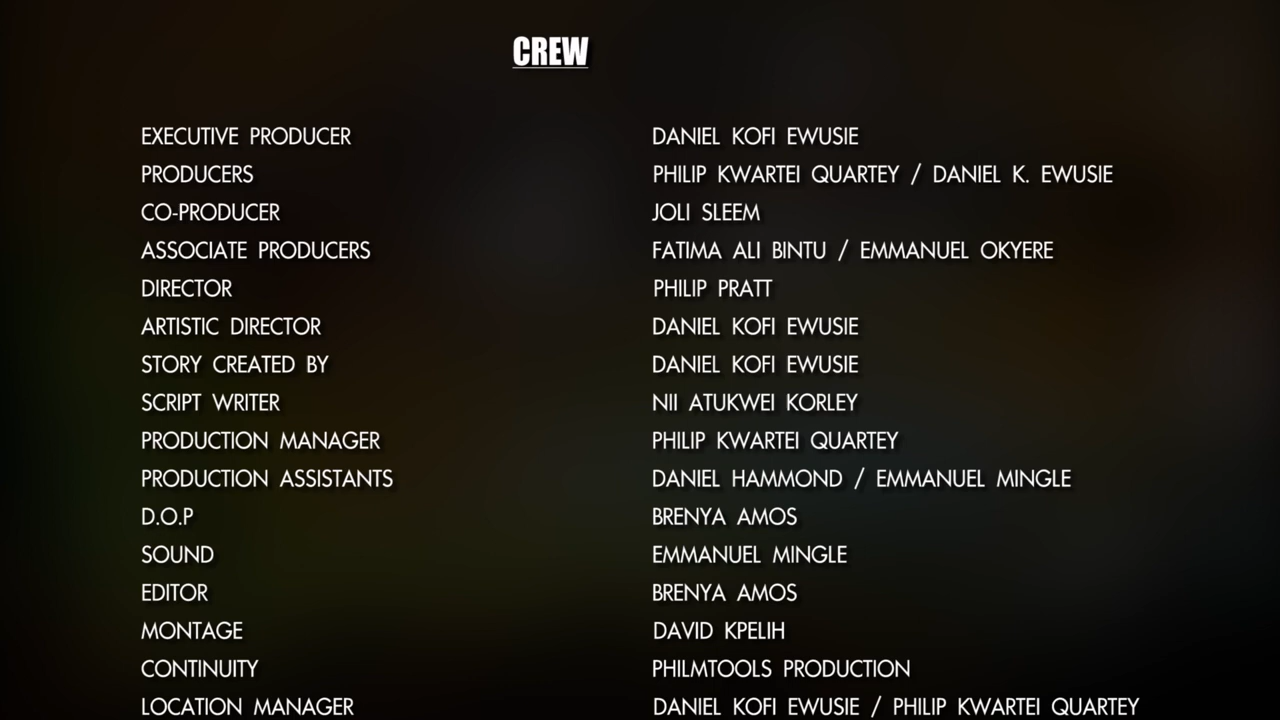 CREW
EXECUTIVE PRODUCER DANIEL KOFI EWUSIE
PRODUCERS PHILIP KWARTEI QUARTEY / DANIEL K. EWUSIE
CO-PRODUCER JOLI SLEEM
ASSOCIATE PRODUCERS FATIMA ALI BINTU / EMMANUEL OKYERE
DIRECTOR PHILIP PRATT
ARTISTIC DIRECTOR DANIEL KOFI EWUSIE
STORY CREATED BY DANIEL KOFI EWUSIE
SCRIPT WRITER NII ATUKWEI KORLEY
PRODUCTION MANAGER PHILIP KWARTEI QUARTEY
PRODUCTION ASSISTANTS DANIEL HAMMOND / EMMANUEL MINGLE
D.O.P BRENYA AMOS
SOUND EMMANUEL MINGLE
EDITOR BRENYA AMOS
MONTAGE DAVID KPELIH
CONTINUITY PHILMTOOLS PRODUCTION
LOCATION MANAGER DANIEL KOFI EWUSIE / PHILIP KWARTEI QUARTEY